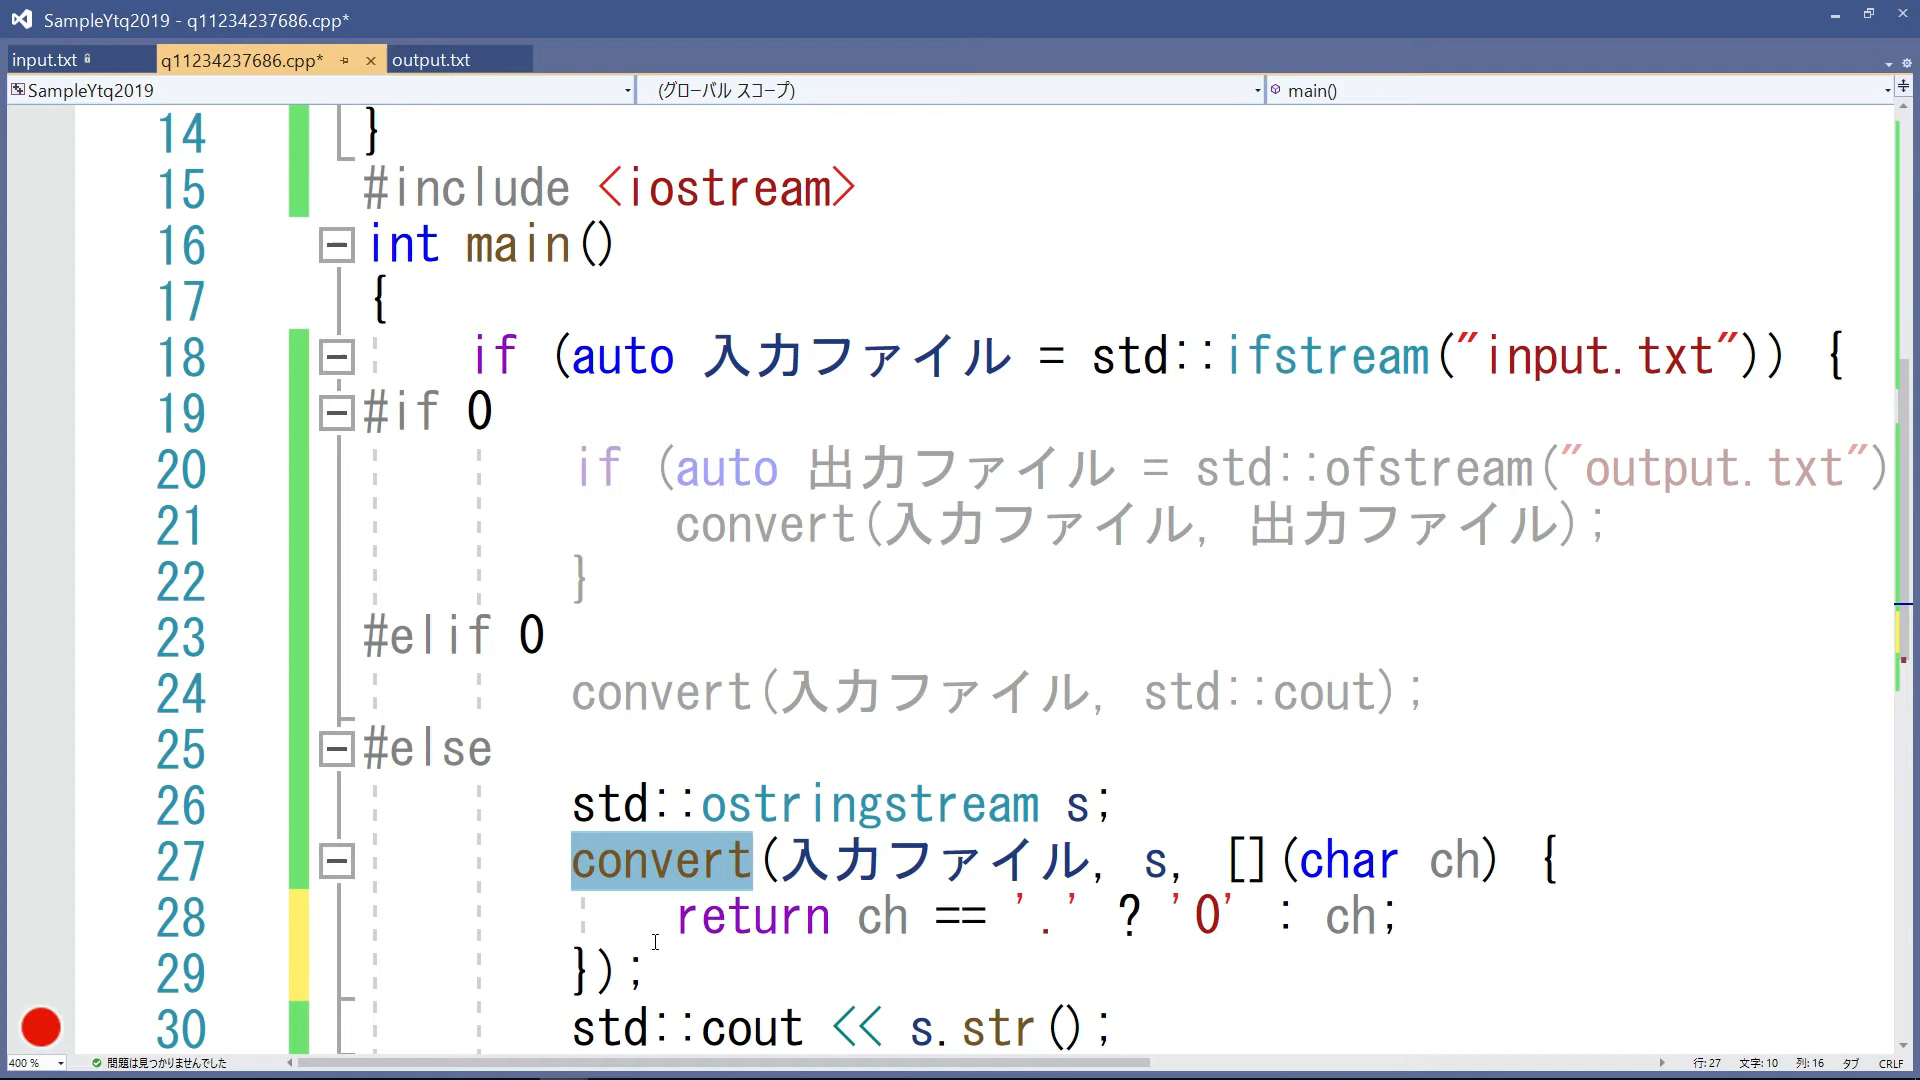 SampleYtq2019 - q11234237686.cpp*
input.txt q11234237686.cpp* output.txt
SampleYtq2019 (グローバル スコープ) main()
14 }
15 #include <iostream>
16 int main()
17 {
18 if (auto 入力ファイル = std::ifstream("input.txt")) {
19 #if 0
20 if (auto 出力ファイル = std::ofstream("output.txt")
21 convert(入力ファイル, 出力ファイル);
22 }
23 #elif 0
24 convert(入力ファイル, std::cout);
25 #else
26 std::ostringstream s;
27 convert(入力ファイル, s, [](char ch) {
28 return ch == '.' ? '0' : ch;
29 });
30 std::cout << s.str();
400 % 問題は見つかりませんでした 行: 27 文字: 10 列: 16 タブ CRLF